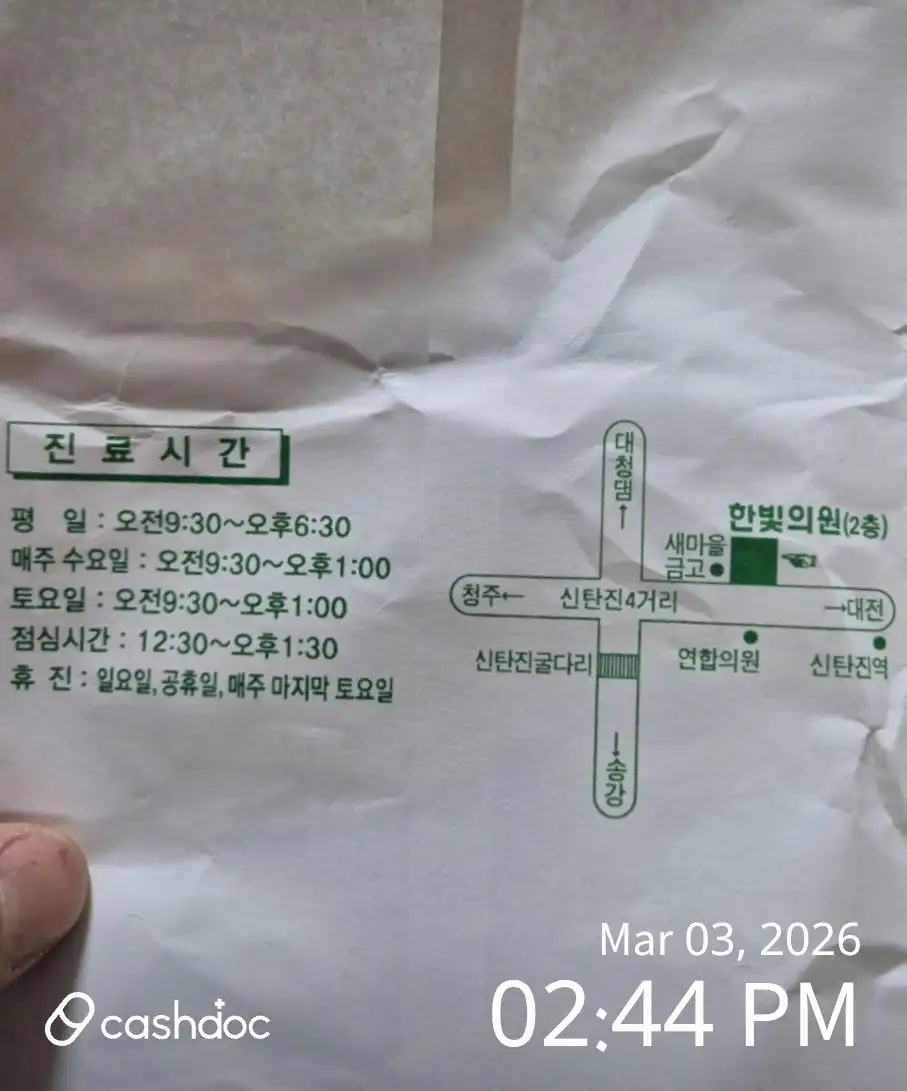 진료시간
평 일 : 오전9:30~오후6:30
매주 수요일 : 오전9:30~오후1:00
토요일 : 오전9:30~오후1:00
점심시간 : 12:30~오후1:30
휴 진 : 일요일, 공휴일, 매주 마지막 토요일
대청댐↑
한빛의원(2층)
새마을
금고
청주←
신탄진4거리
→대전
신탄진굴다리
연합의원
신탄진역
↓송강
Mar 03, 2026
02:44 PM
cashdoc